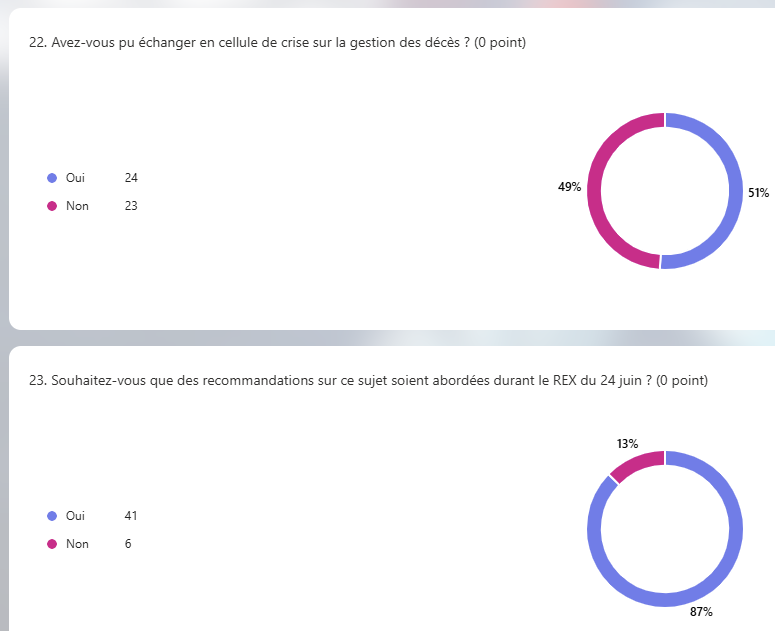 22. Avez-vous pu échanger en cellule de crise sur la gestion des décès ? (0 point)
Oui 24
Non 23
49%
51%
23. Souhaitez-vous que des recommandations sur ce sujet soient abordées durant le REX du 24 juin ? (0 point)
13%
Oui 41
Non 6
87%